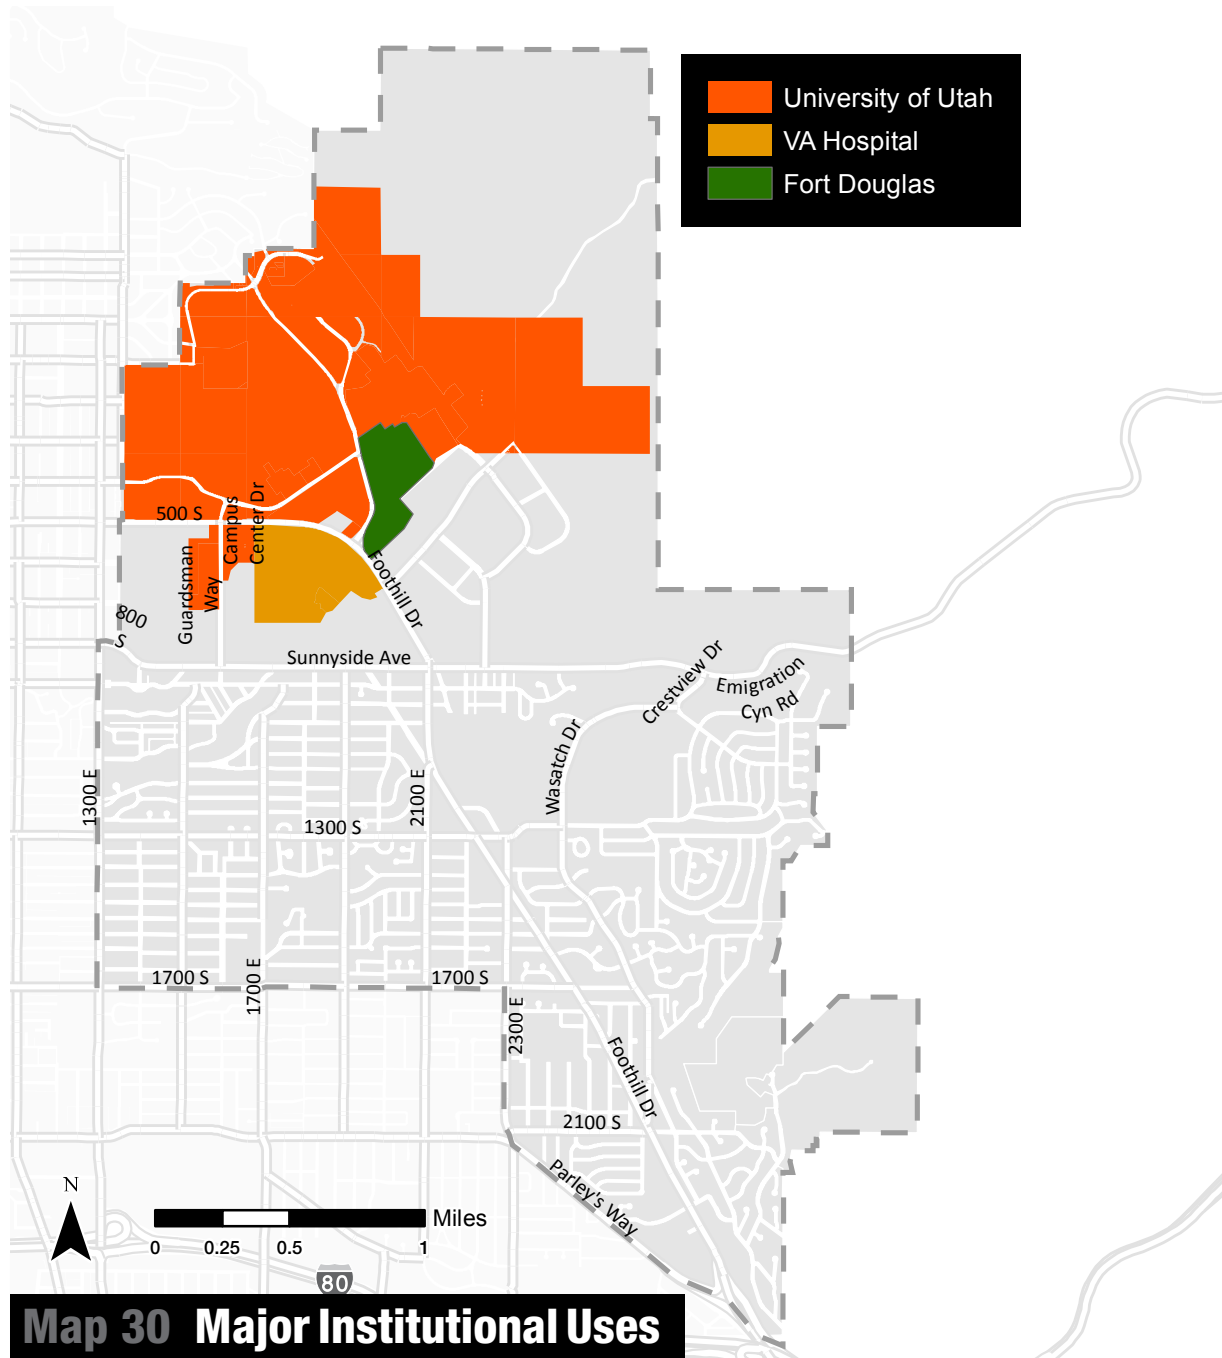 University of Utah
VA Hospital
Fort Douglas
500 S
Campus
Center Dr
Guardsman
Way
Foothill Dr
800
S
Sunnyside Ave
Crestview Dr
Emigration
Cyn Rd
Wasatch Dr
1300 E
2100 E
1300 S
1700 S
1700 E
1700 S
2300 E
Foothill Dr
2100 S
Parley's Way
N
Miles
0 0.25 0.5 1
80
Map 30 Major Institutional Uses